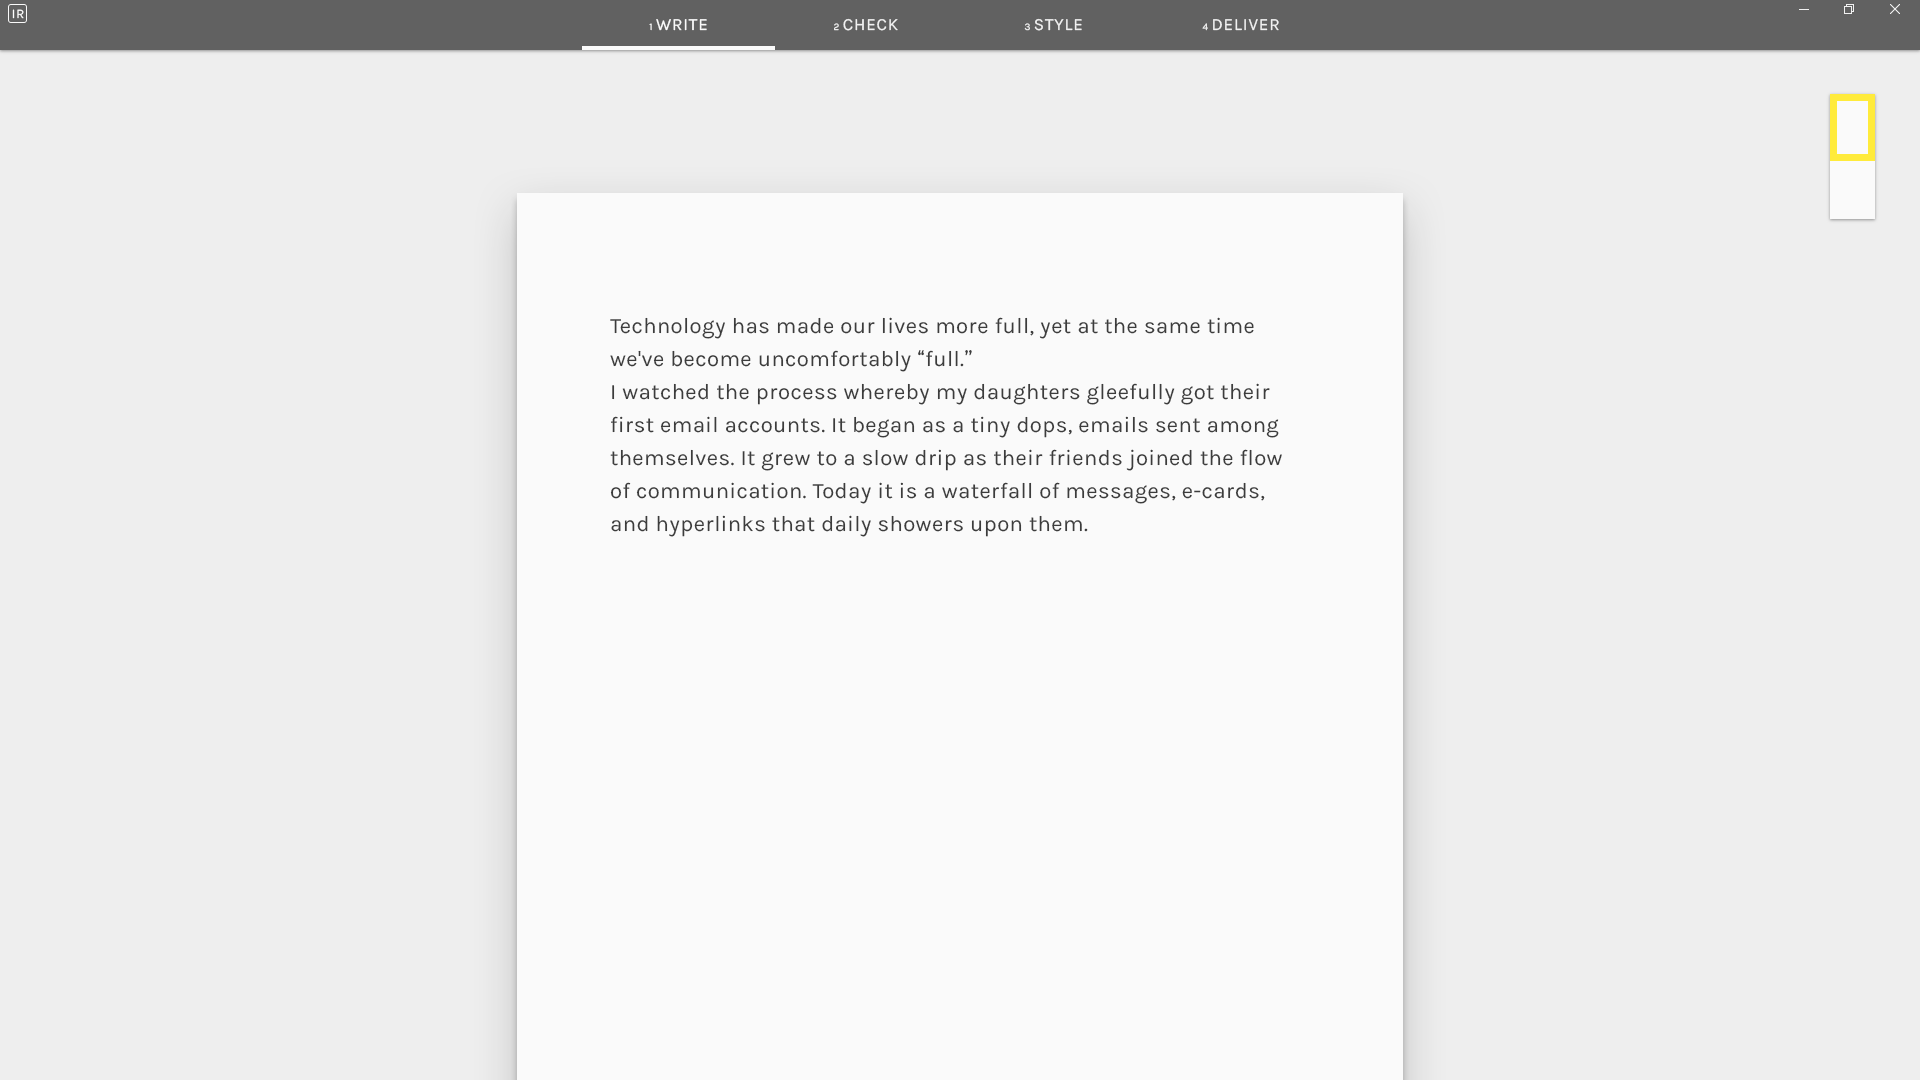 IR
1 WRITE
2 CHECK
3 STYLE
4 DELIVER
Technology has made our lives more full, yet at the same time
we've become uncomfortably “full.”
I watched the process whereby my daughters gleefully got their
first email accounts. It began as a tiny dops, emails sent among
themselves. It grew to a slow drip as their friends joined the flow
of communication. Today it is a waterfall of messages, e-cards,
and hyperlinks that daily showers upon them.